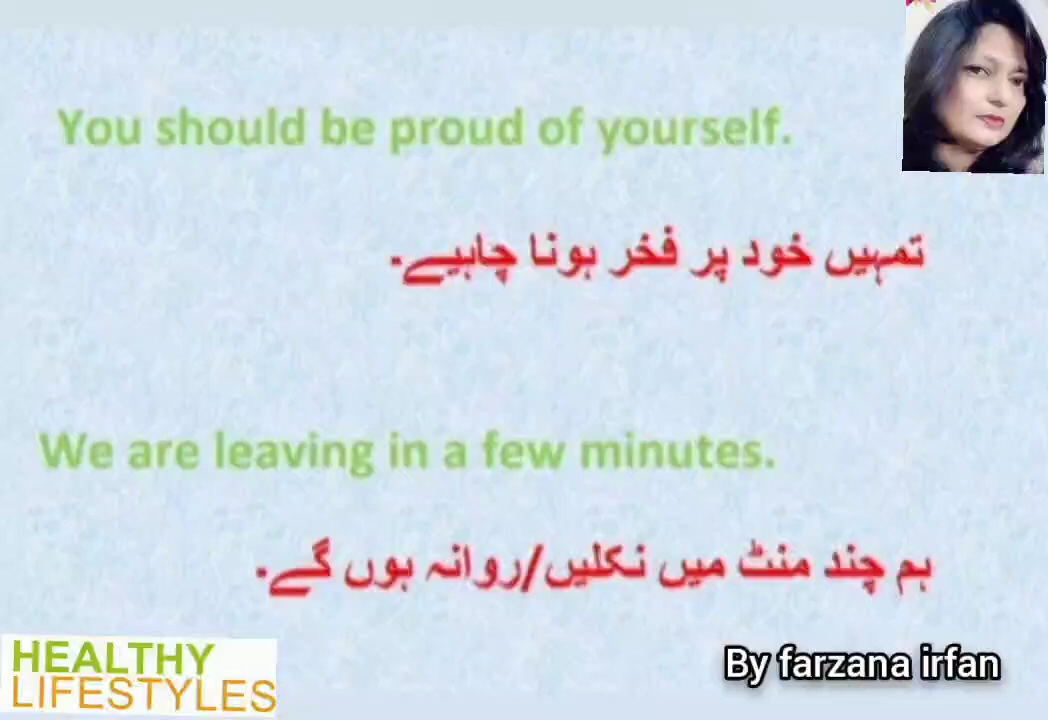 You should be proud of yourself.
تمہیں خود پر فخر ہونا چاہیے۔
We are leaving in a few minutes.
ہم چند منٹ میں نکلیں/روانہ ہوں گے۔
HEALTHY
LIFESTYLES
By farzana irfan